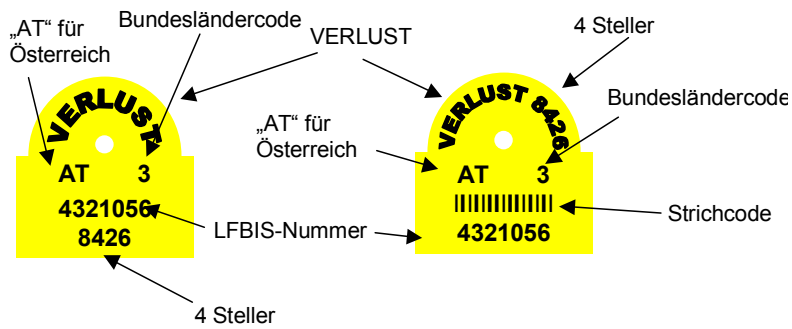 „AT“ für
Österreich
Bundesländercode
VERLUST
4 Steller
VERLUST
AT 3
4321056
8426
LFBIS-Nummer
4 Steller
„AT“ für
Österreich
VERLUST 8426
AT 3
4321056
Bundesländercode
Strichcode